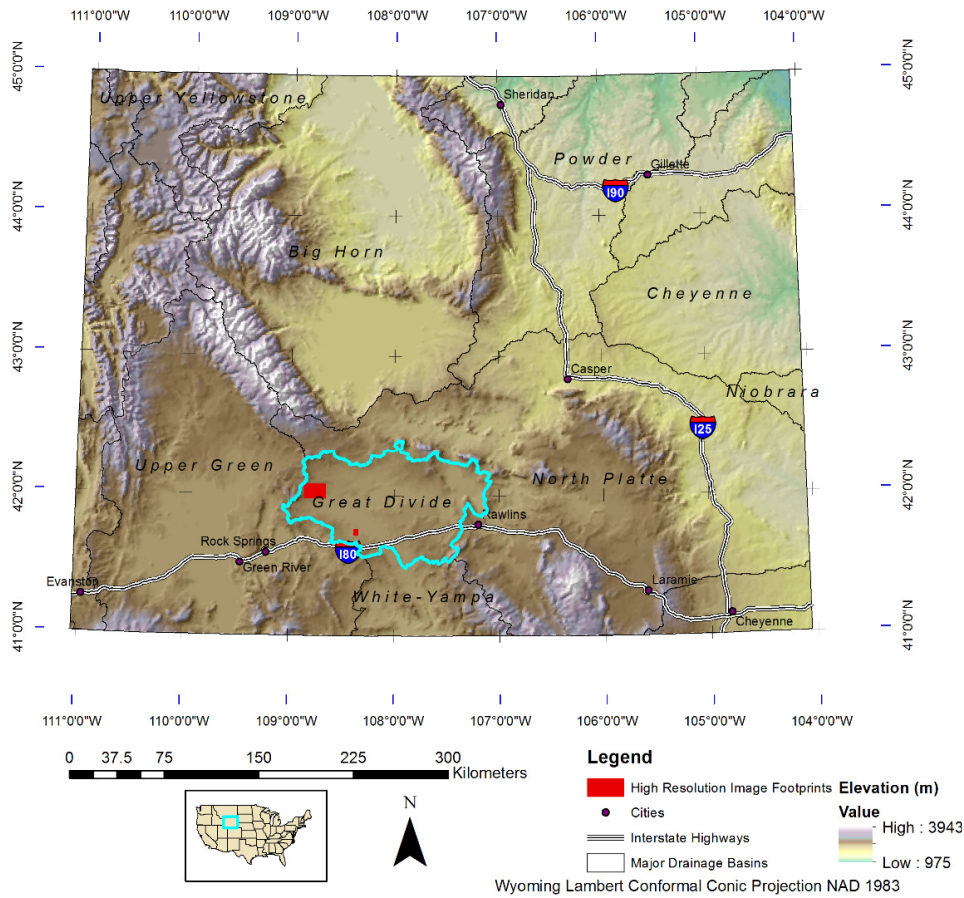 111°0'0"W 110°0'0"W 109°0'0"W 108°0'0"W 107°0'0"W 106°0'0"W 105°0'0"W 104°0'0"W
45°0'0"N 45°0'0"N
Upper Yellowstone
Sheridan
Powder
Gillette
I90
44°0'0"N 44°0'0"N
Big Horn
Cheyenne
43°0'0"N 43°0'0"N
Casper
Niobrara
I25
Upper Green
North Platte
42°0'0"N 42°0'0"N
Great Divide
Rawlins
Rock Springs
I80
Green River
Evanston
White-Yampa
Laramie
Cheyenne
41°0'0"N 41°0'0"N
111°0'0"W 110°0'0"W 109°0'0"W 108°0'0"W 107°0'0"W 106°0'0"W 105°0'0"W 104°0'0"W
0 37.5 75 150 225 300
Kilometers
N
Legend
High Resolution Image Footprints
Cities
Interstate Highways
Major Drainage Basins
Elevation (m)
Value
High : 3943
Low : 975
Wyoming Lambert Conformal Conic Projection NAD 1983